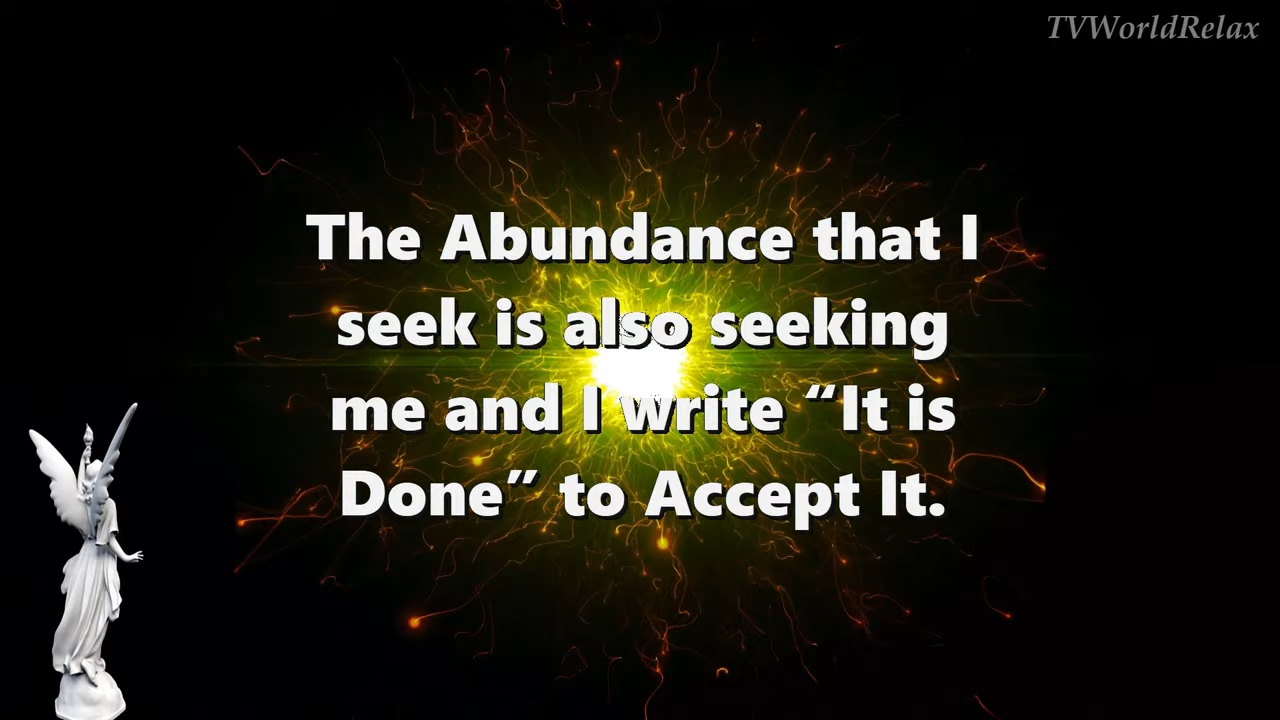 TVWorldRelax
The Abundance that I
seek is also seeking
me and I write “It is
Done” to Accept It.